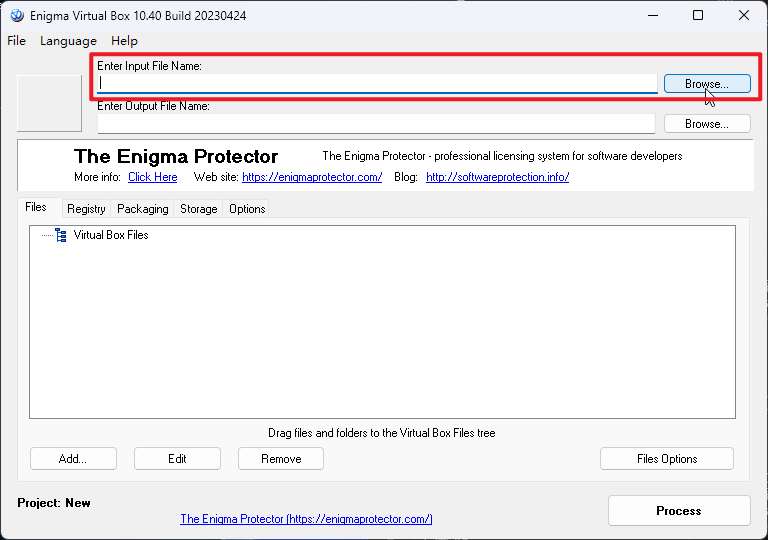 Enigma Virtual Box 10.40 Build 20230424
File Language Help
Enter Input File Name:
Browse...
Enter Output File Name:
Browse...
The Enigma Protector The Enigma Protector - professional licensing system for software developers
More info: Click Here Web site: https://enigmaprotector.com/ Blog: http://softwareprotection.info/
Files Registry Packaging Storage Options
Virtual Box Files
Drag files and folders to the Virtual Box Files tree
Add... Edit Remove Files Options
Project: New
The Enigma Protector (https://enigmaprotector.com/)
Process